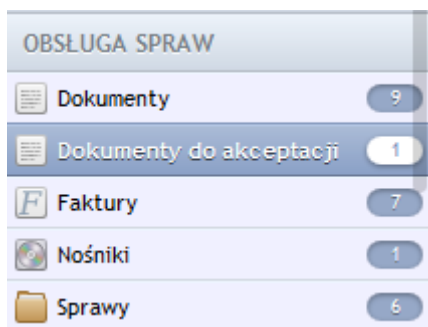 OBSŁUGA SPRAW
Dokumenty 9
Dokumenty do akceptacji 1
F Faktury 7
Nośniki 1
Sprawy 6